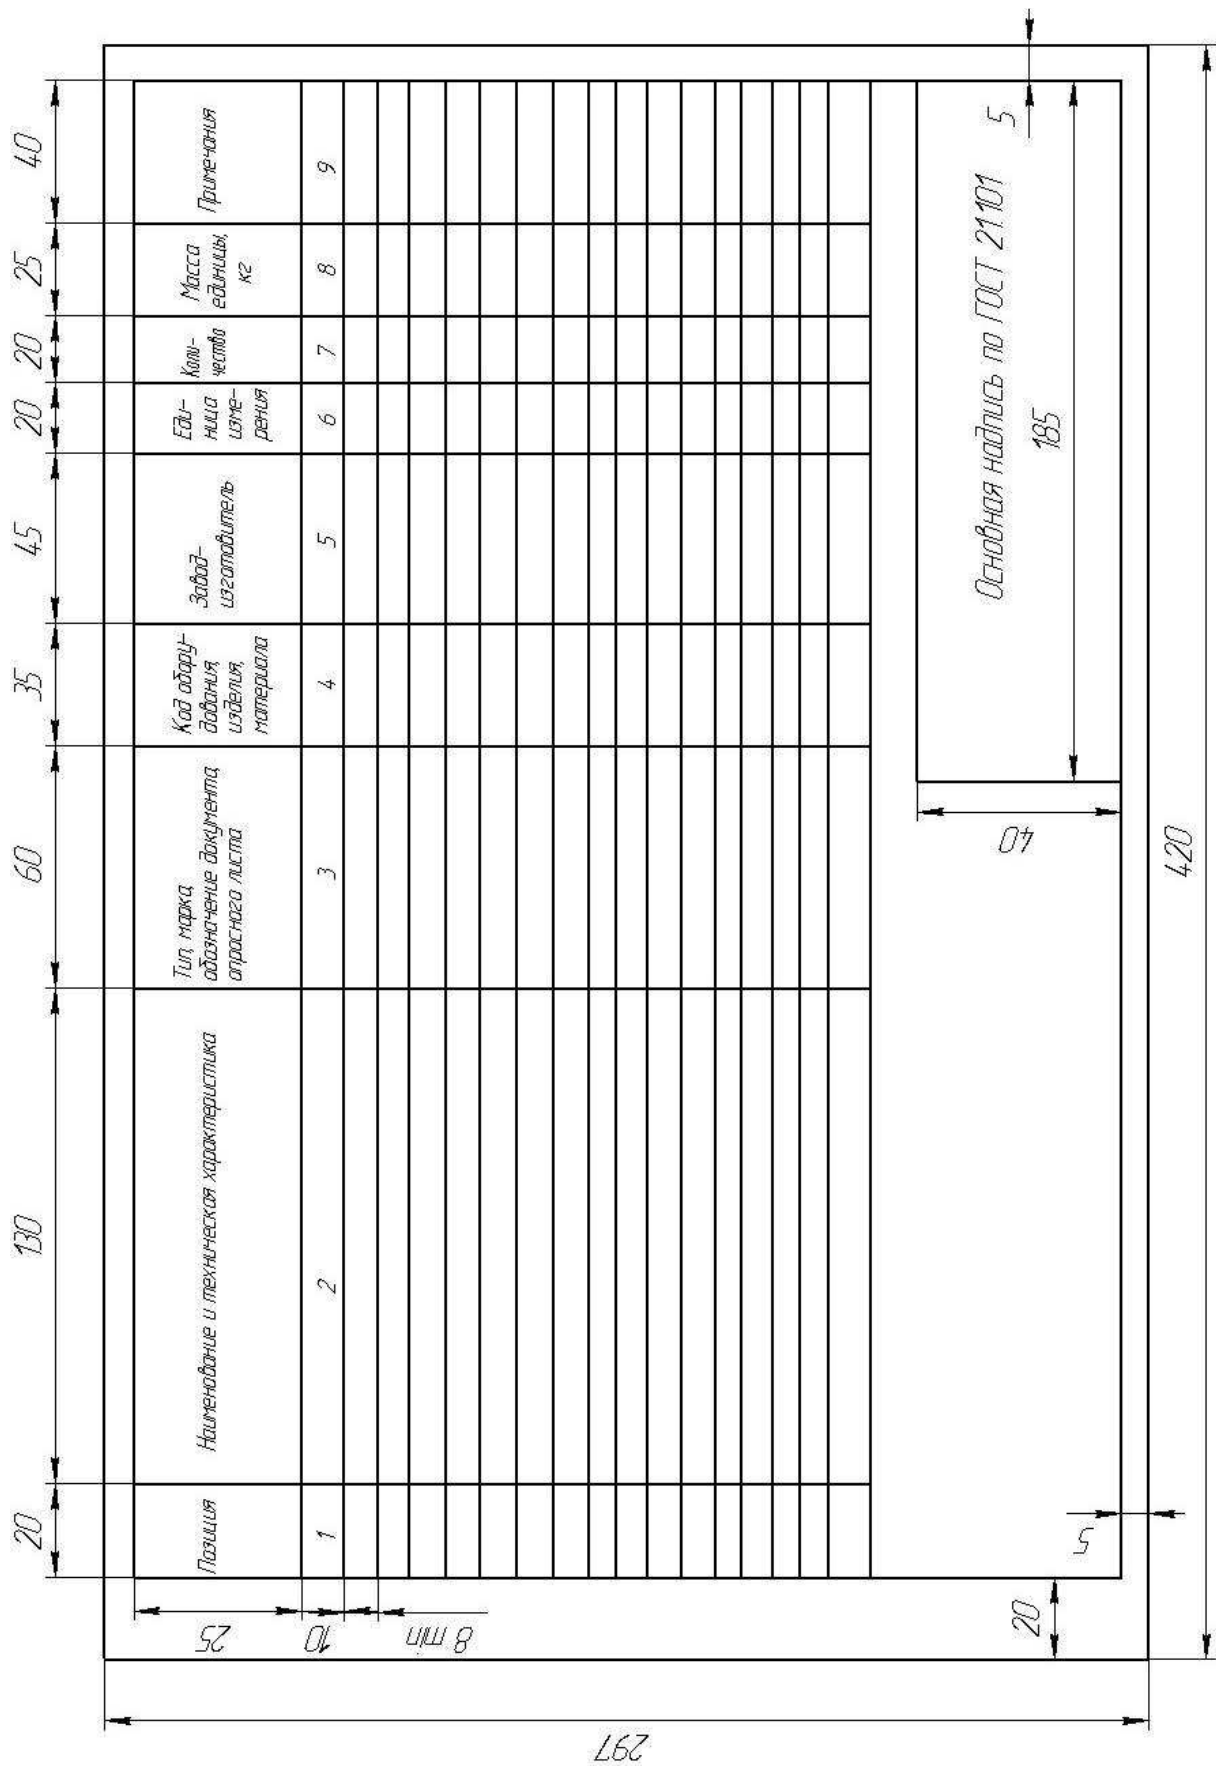 20
130
60
35
45
20
20
25
40
Позиция
Наименование и техническая характеристика
Тип, марка,
обозначение документа,
опросного листа
Код обору-
дования,
изделия,
материала
Завод-
изготовитель
Еди-
ница
изме-
рения
Коли-
чество
Масса
единицы,
кг
Примечания
1
2
3
4
5
6
7
8
9
25
10
8 min
297
Основная надпись по ГОСТ 21.101
185
40
5
20
5
420